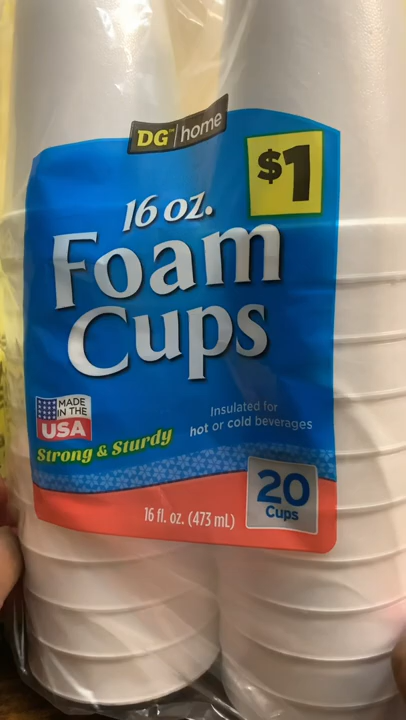 DG™ home
$1
16 oz.
Foam
Cups
MADE
IN THE
USA
Strong & Sturdy
Insulated for
hot or cold beverages
20
Cups
16 fl. oz. (473 mL)